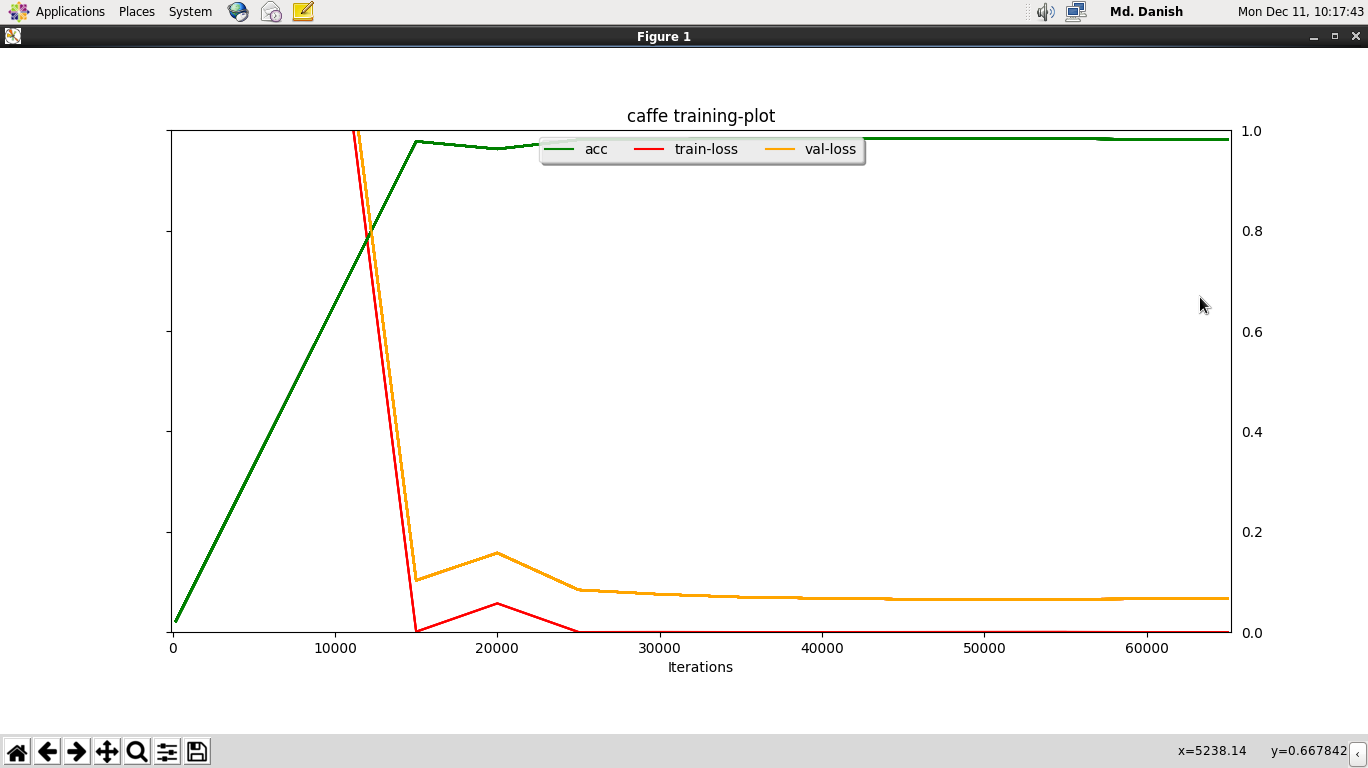 Applications Places System Md. Danish Mon Dec 11, 10:17:43
Figure 1
caffe training-plot
acc train-loss val-loss
1.0
0.8
0.6
0.4
0.2
0.0
0 10000 20000 30000 40000 50000 60000
Iterations
x=5238.14 y=0.667842